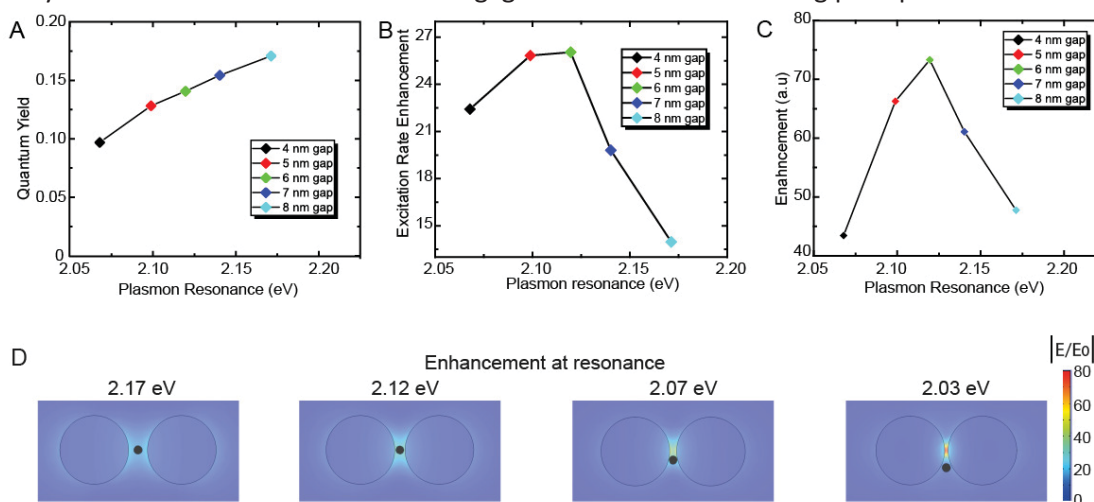 A
Quantum Yield
0.20
0.15
0.10
0.05
0
2.05 2.10 2.15 2.20
Plasmon Resonance (eV)
4 nm gap
5 nm gap
6 nm gap
7 nm gap
8 nm gap
B
Excitation Rate Enhancement
27
24
21
18
15
2.05 2.10 2.15 2.20
Plasmon resonance (eV)
4 nm gap
5 nm gap
6 nm gap
7 nm gap
8 nm gap
C
Enahncement (a.u)
80
70
60
50
40
2.05 2.10 2.15 2.20
Plasmon Resonance (eV)
4 nm gap
5 nm gap
6 nm gap
7 nm gap
8 nm gap
D
Enhancement at resonance
2.17 eV 2.12 eV 2.07 eV 2.03 eV
|E/Eo|
80
60
40
20
0